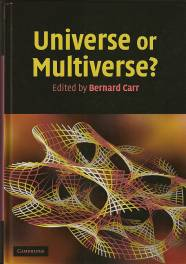 Universe or
Multiverse?
Edited by Bernard Carr
CAMBRIDGE